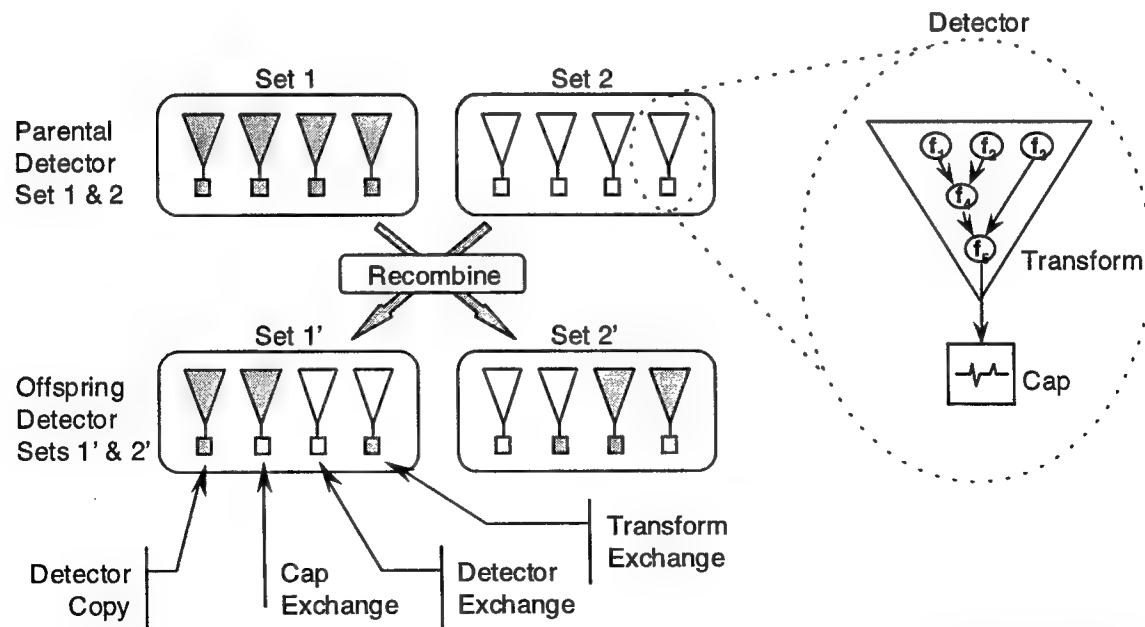 Detector
Set 1
Set 2
Parental
Detector
Set 1 & 2
f1
f2
f3
f4
f5
Transform
Recombine
Set 1'
Set 2'
Cap
Offspring
Detector
Sets 1' & 2'
Transform
Exchange
Detector
Copy
Cap
Exchange
Detector
Exchange